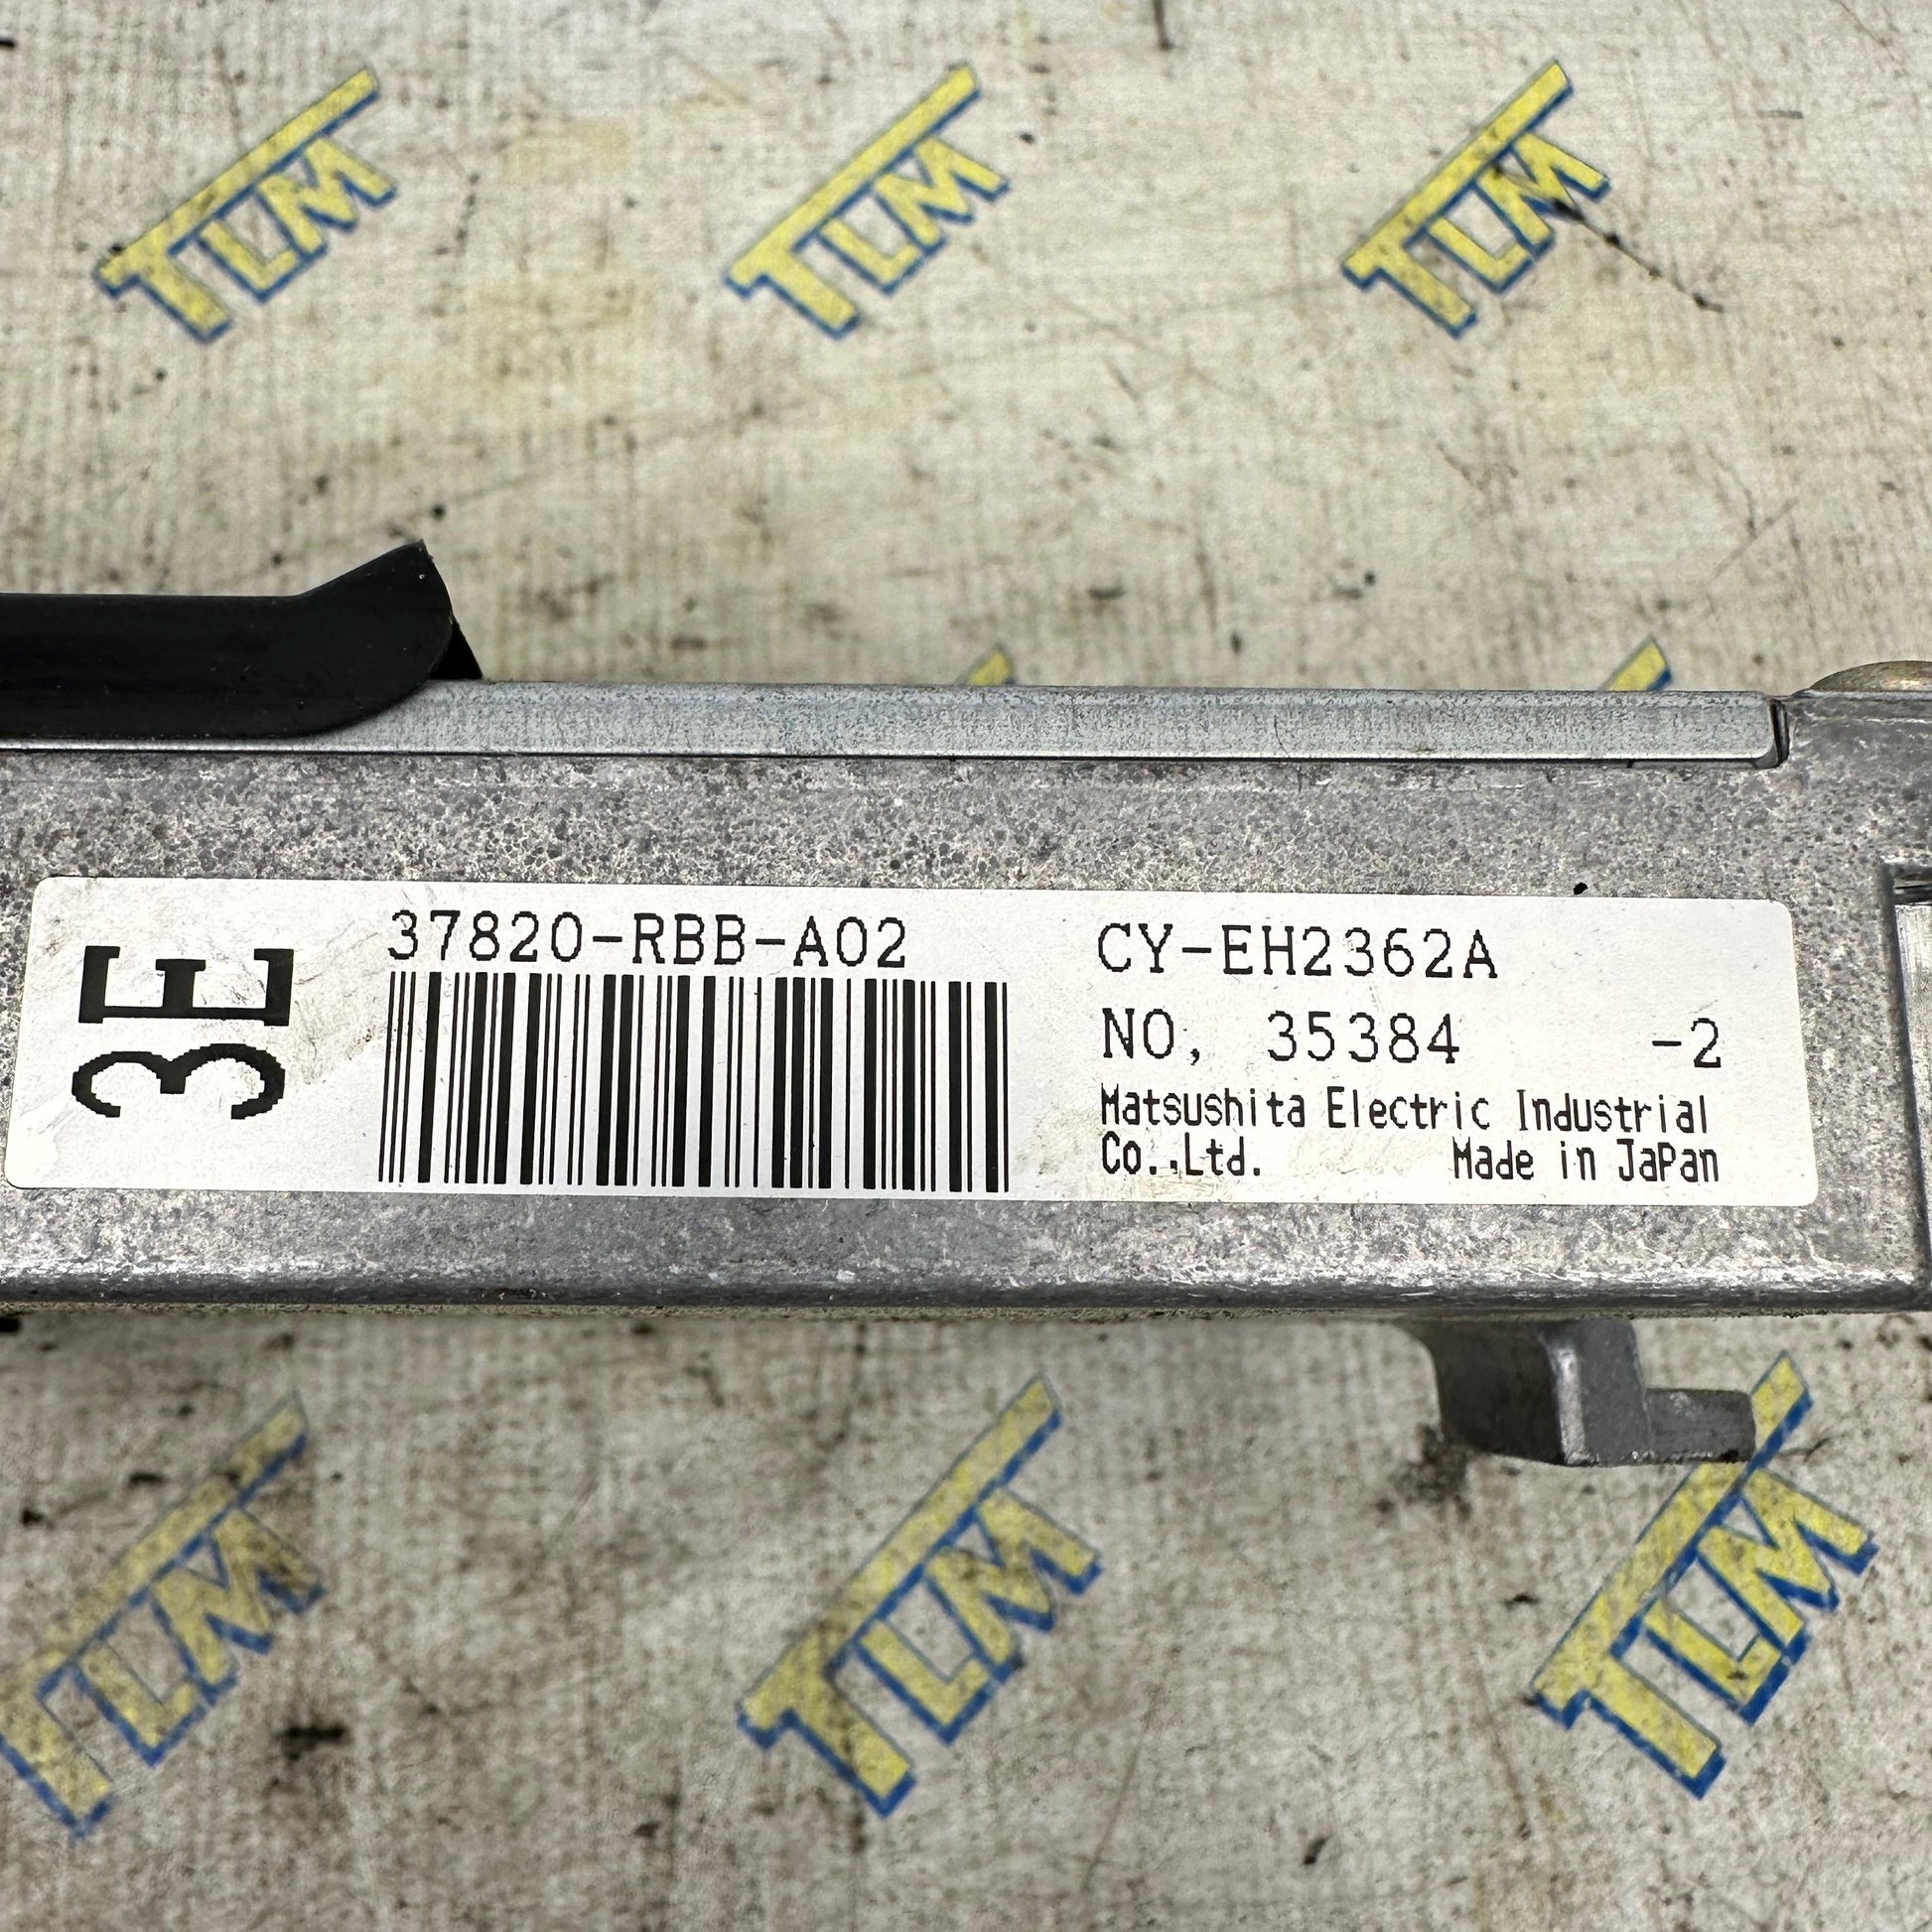 TLM
TLM
TLM
3E
37820-RBB-A02
CY-EH2362A
NO, 35384 -2
Matsushita Electric Industrial
Co.,Ltd. Made in JaPan
TLM
TLM
TLM